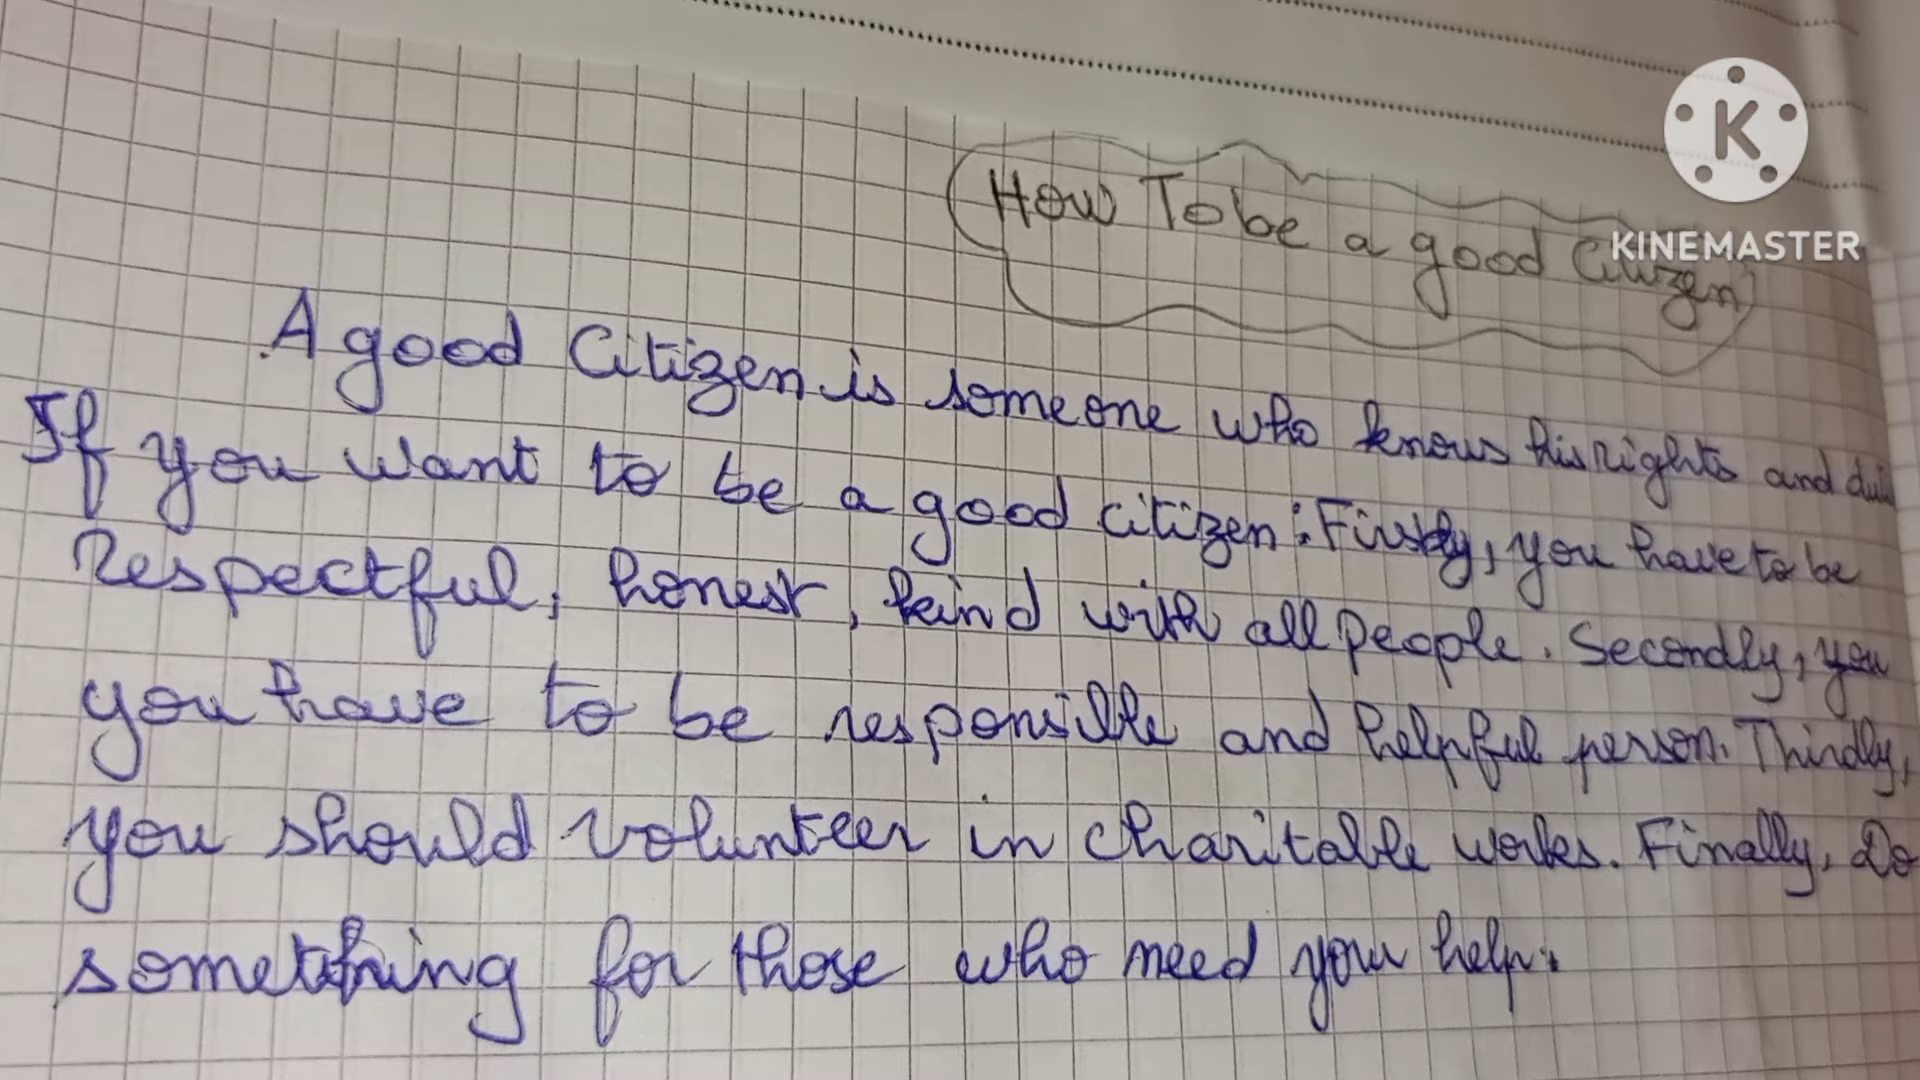 KINEMASTER
How To be a good Citizen
A good Citizen is someone who knows his rights and
If you want to be a good citizen : Firstly, you have to be
Respectful, honest, kind with all people. Secondly, you
you have to be responsible and helpful person. Thirdly,
you should volunteer in charitable works. Finally, Do
something for those who need you help.